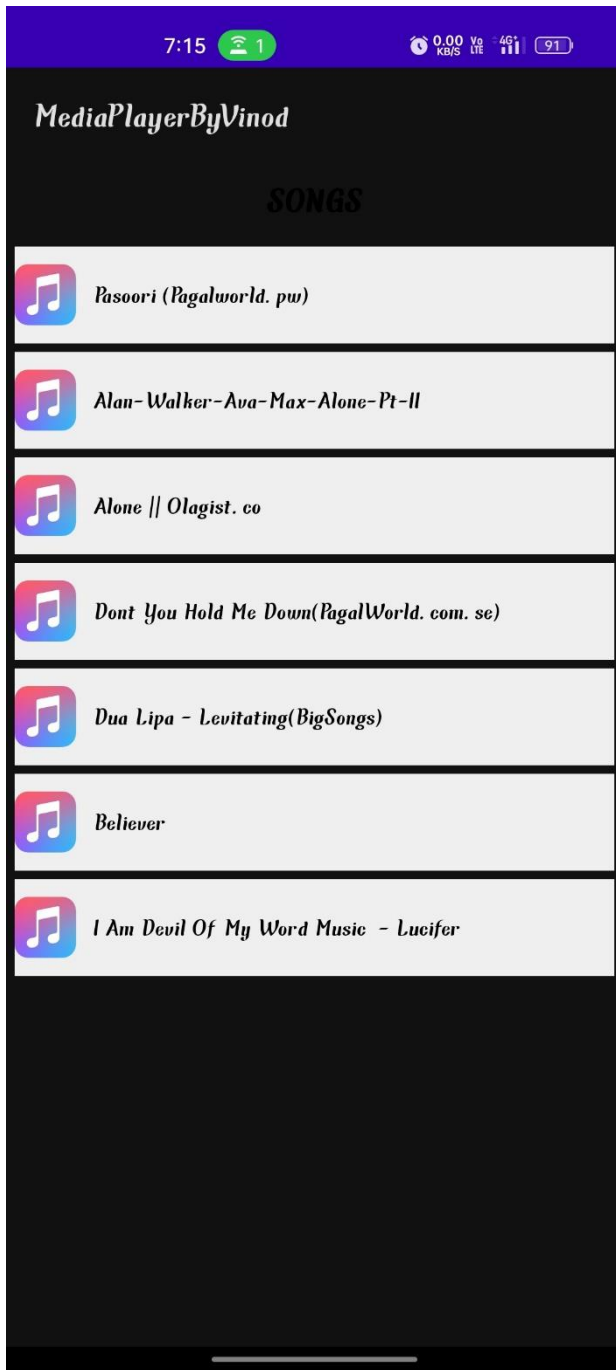 7:15 1 0.00 KB/S Vo LTE 4G+ 91
MediaPlayerByVinod
SONGS
Pasoori (Pagalworld. pw)
Alan-Walker-Ava-Max-Alone-Pt-II
Alone || Olagist. co
Dont You Hold Me Down(PagalWorld. com. se)
Dua Lipa - Levitating(BigSongs)
Believer
I Am Devil Of My Word Music - Lucifer